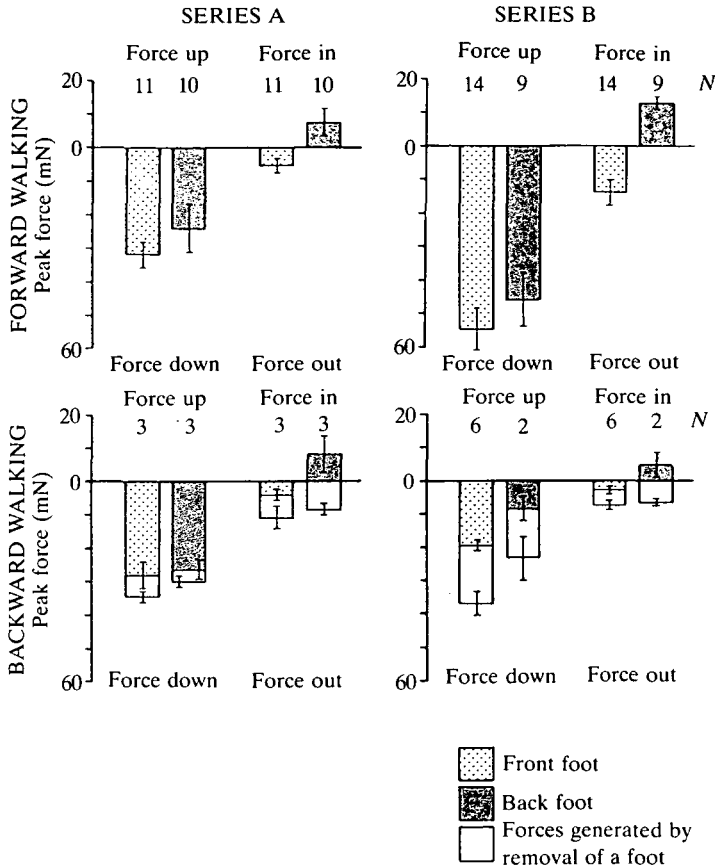 SERIES A
SERIES B
Force up
Force in
Force up
Force in
11 10 11 10
14 9 14 9 N
20
0
60
20
0
60
FORWARD WALKING
Peak force (mN)
Force down
Force out
Force down
Force out
Force up
Force in
Force up
Force in
3 3 3 3
6 2 6 2 N
20
0
60
20
0
60
BACKWARD WALKING
Peak force (mN)
Force down
Force out
Force down
Force out
Front foot
Back foot
Forces generated by
removal of a foot